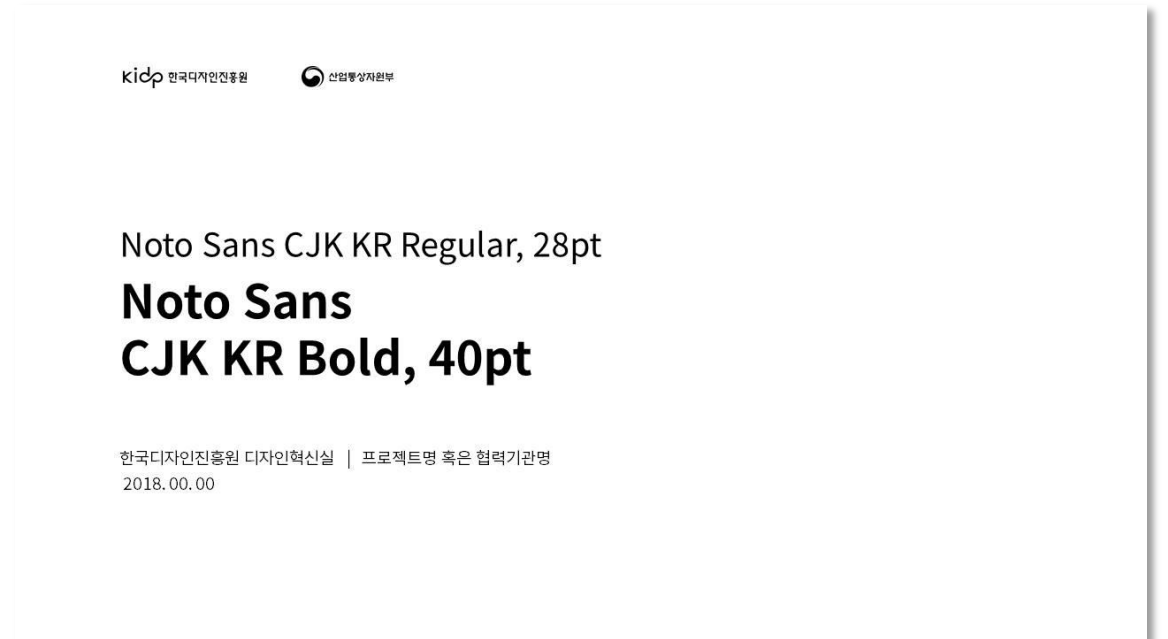 kidp 한국디자인진흥원 산업통상자원부
Noto Sans CJK KR Regular, 28pt
Noto Sans
CJK KR Bold, 40pt
한국디자인진흥원 디자인혁신실 | 프로젝트명 혹은 협력기관명
2018. 00. 00